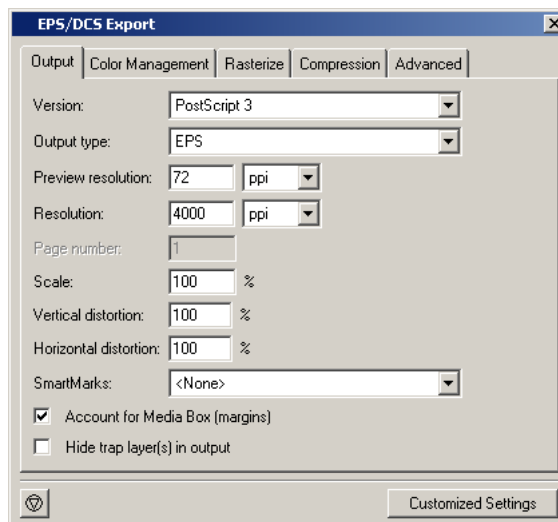 EPS/DCS Export
Output Color Management Rasterize Compression Advanced
Version: PostScript 3
Output type: EPS
Preview resolution: 72 ppi
Resolution: 4000 ppi
Page number: 1
Scale: 100 %
Vertical distortion: 100 %
Horizontal distortion: 100 %
SmartMarks: <None>
Account for Media Box (margins)
Hide trap layer(s) in output
Customized Settings